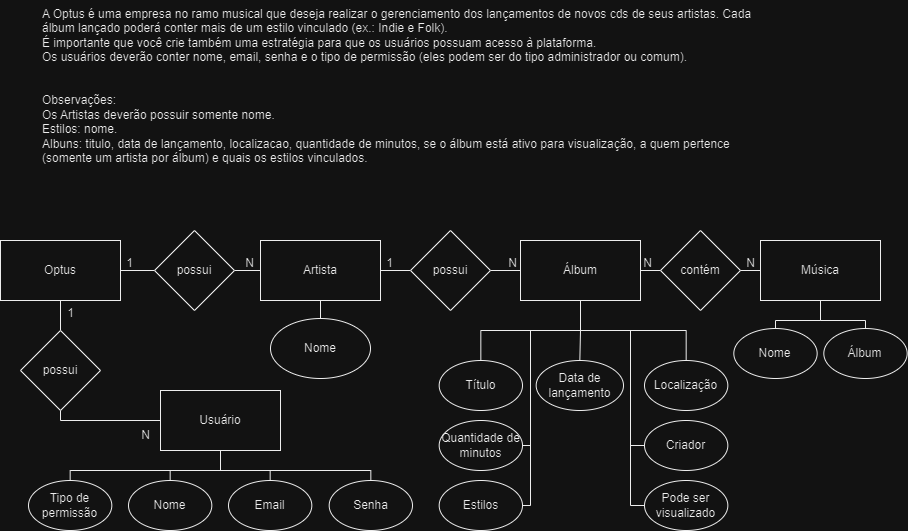 A Optus é uma empresa no ramo musical que deseja realizar o gerenciamento dos lançamentos de novos cds de seus artistas. Cada
álbum lançado poderá conter mais de um estilo vinculado (ex.: Indie e Folk).
É importante que você crie também uma estratégia para que os usuários possuam acesso à plataforma.
Os usuários deverão conter nome, email, senha e o tipo de permissão (eles podem ser do tipo administrador ou comum).
Observações:
Os Artistas deverão possuir somente nome.
Estilos: nome.
Albuns: titulo, data de lançamento, localizacao, quantidade de minutos, se o álbum está ativo para visualização, a quem pertence
(somente um artista por álbum) e quais os estilos vinculados.
Optus
1
possui
N
Artista
1
possui
N
Álbum
N
contém
N
Música
1
possui
N
Usuário
Nome
Título
Data de
lançamento
Localização
Nome
Álbum
Quantidade de
minutos
Criador
Estilos
Pode ser
visualizado
Tipo de
permissão
Nome
Email
Senha